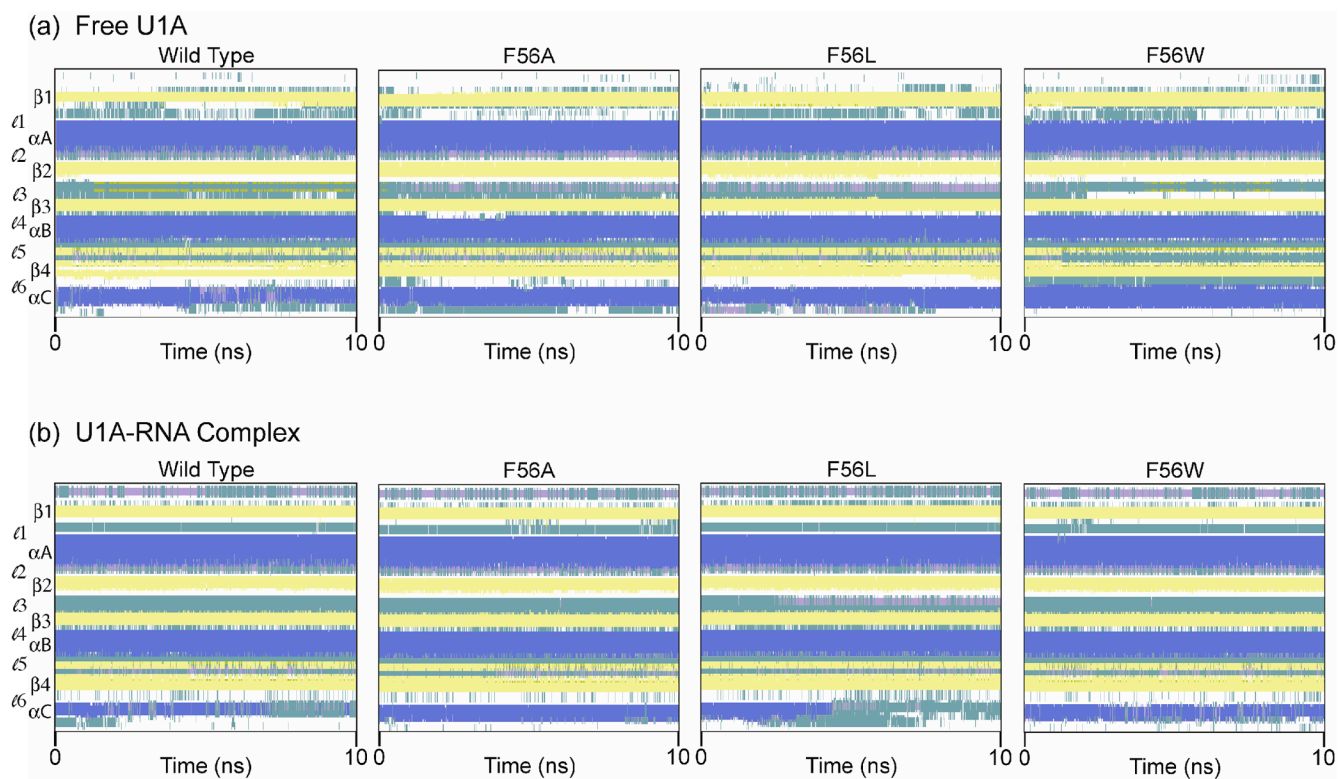 (a) Free U1A
Wild Type F56A F56L F56W
β1
ℓ1
αA
ℓ2
β2
ℓ3
β3
ℓ4
αB
ℓ5
β4
ℓ6
αC
0 10 0 10 0 10 0 10
Time (ns) Time (ns) Time (ns) Time (ns)
(b) U1A-RNA Complex
Wild Type F56A F56L F56W
β1
ℓ1
αA
ℓ2
β2
ℓ3
β3
ℓ4
αB
ℓ5
β4
ℓ6
αC
0 10 0 10 0 10 0 10
Time (ns) Time (ns) Time (ns) Time (ns)